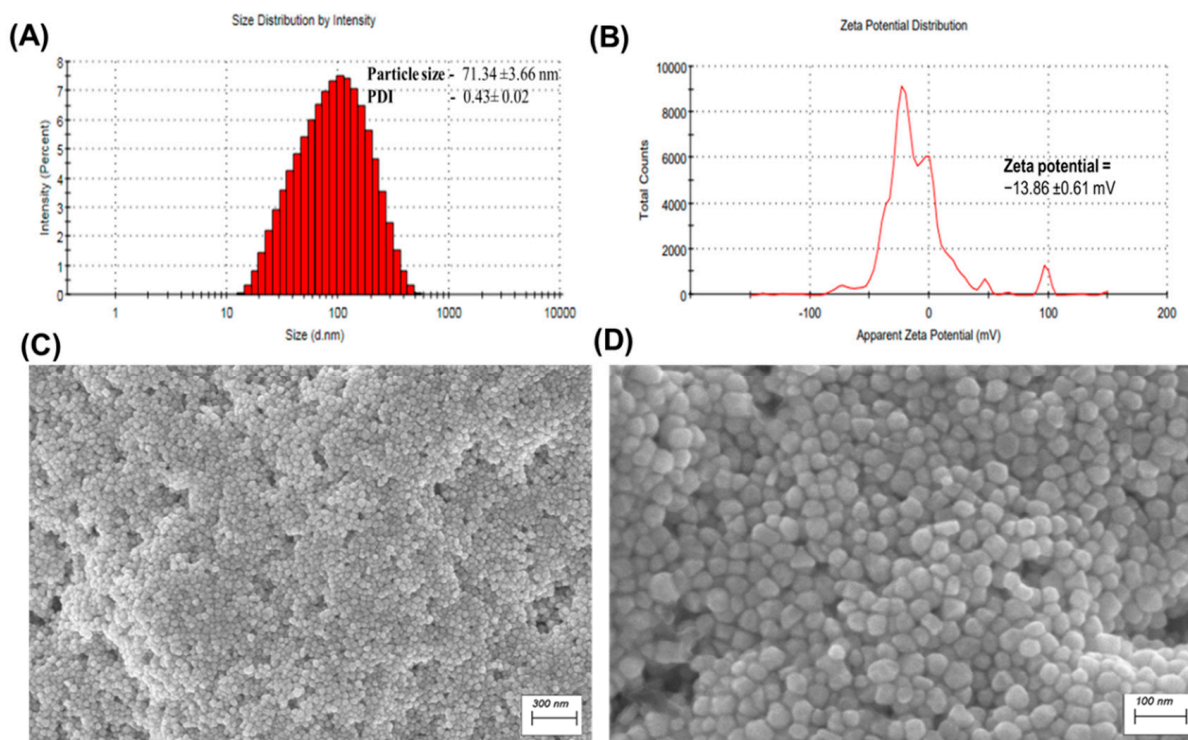 (A)
Size Distribution by Intensity
Particle size - 71.34 ±3.66 nm
PDI - 0.43± 0.02
Intensity (Percent)
8
7
6
5
4
3
2
1
0
1 10 100 1000 10000
Size (d.nm)
(B)
Zeta Potential Distribution
Zeta potential =
−13.86 ±0.61 mV
Total Counts
10000
8000
6000
4000
2000
0
-100 0 100 200
Apparent Zeta Potential (mV)
(C)
300 nm
(D)
100 nm